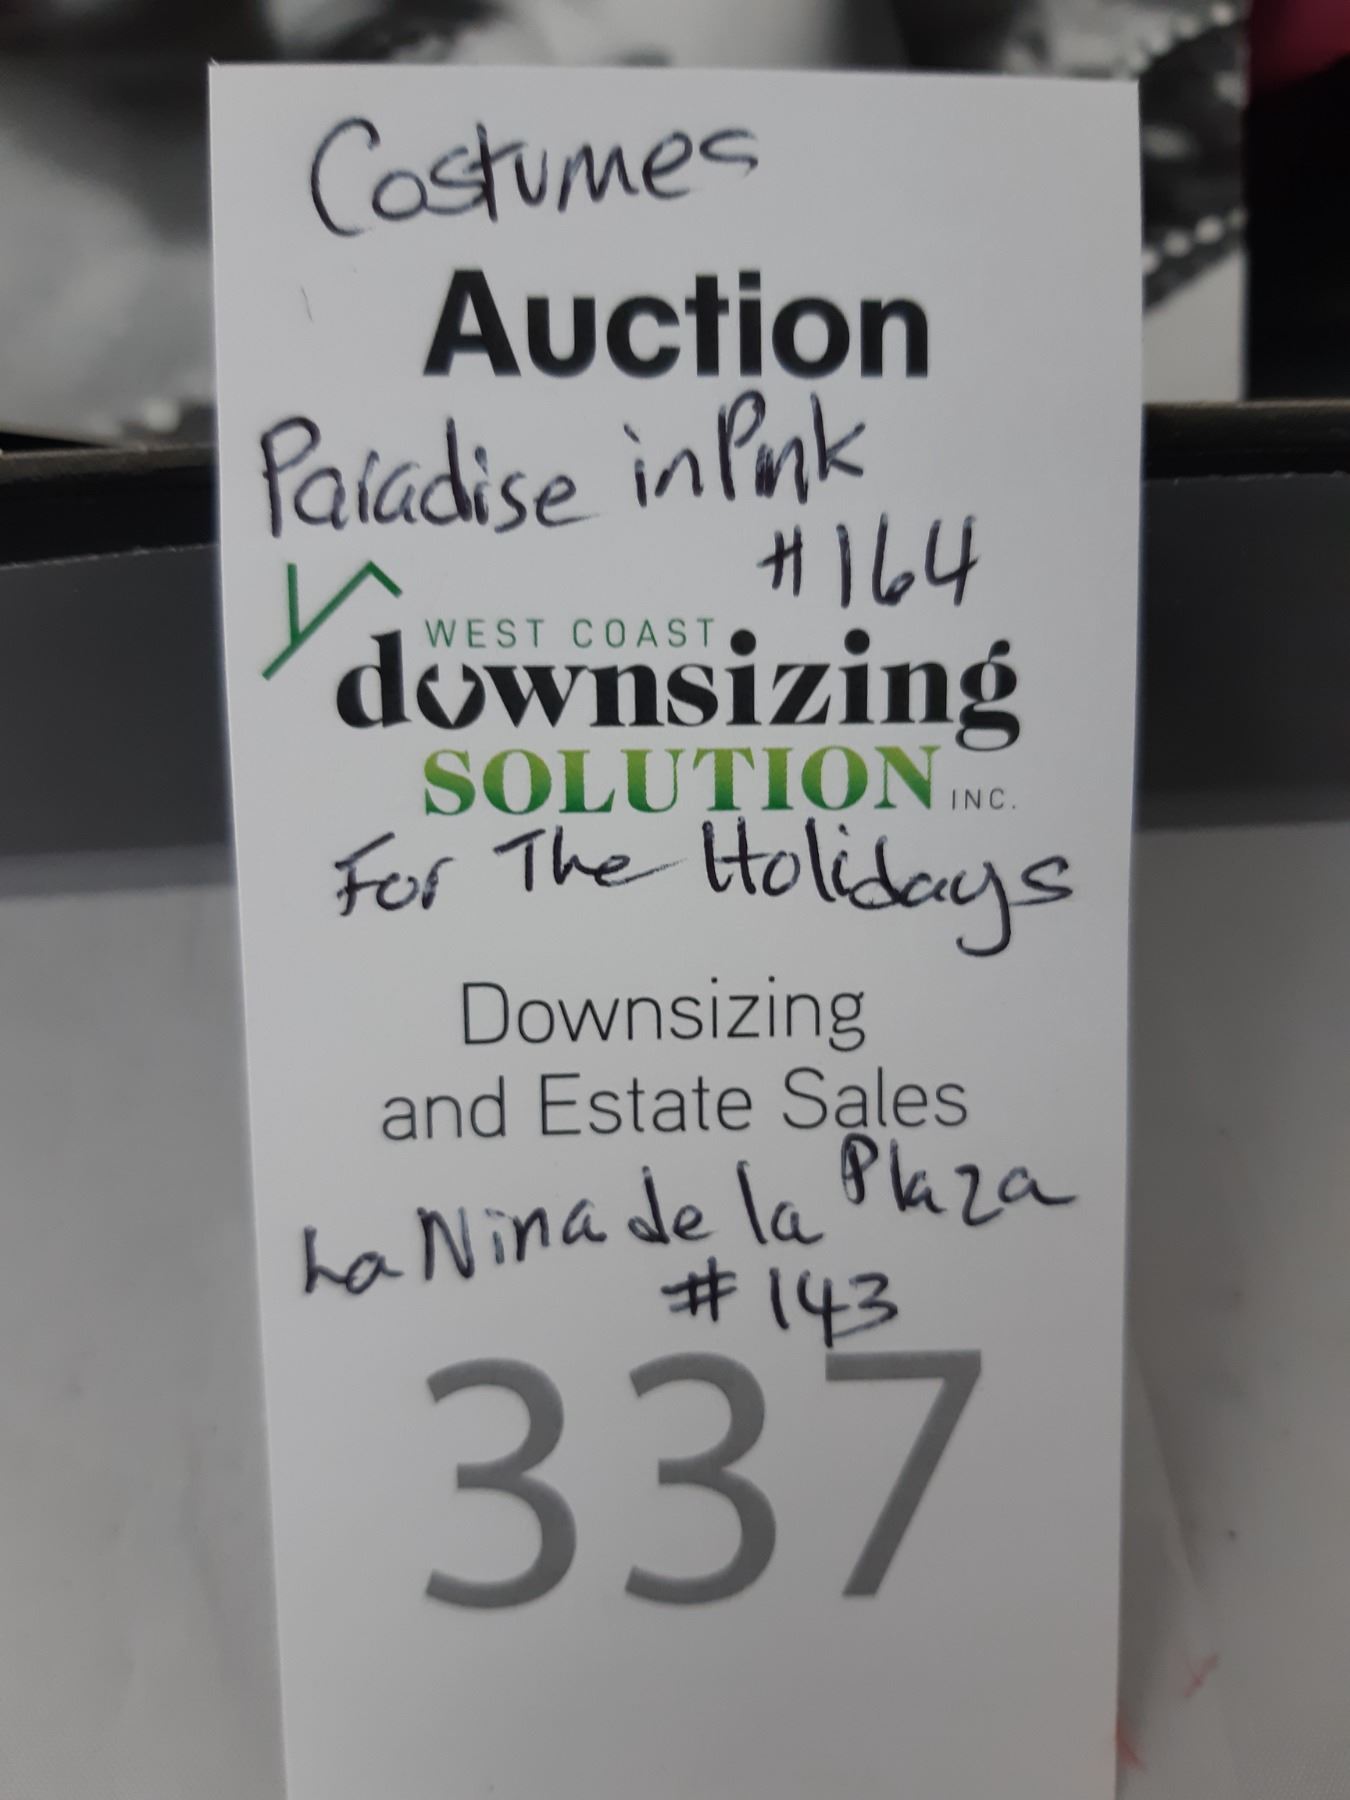 Costumes
Auction
Paradise in Pink
#164
WEST COAST
downsizing
SOLUTION INC.
For The Holidays
Downsizing
and Estate Sales
La Nina de la Plaza
#143
337